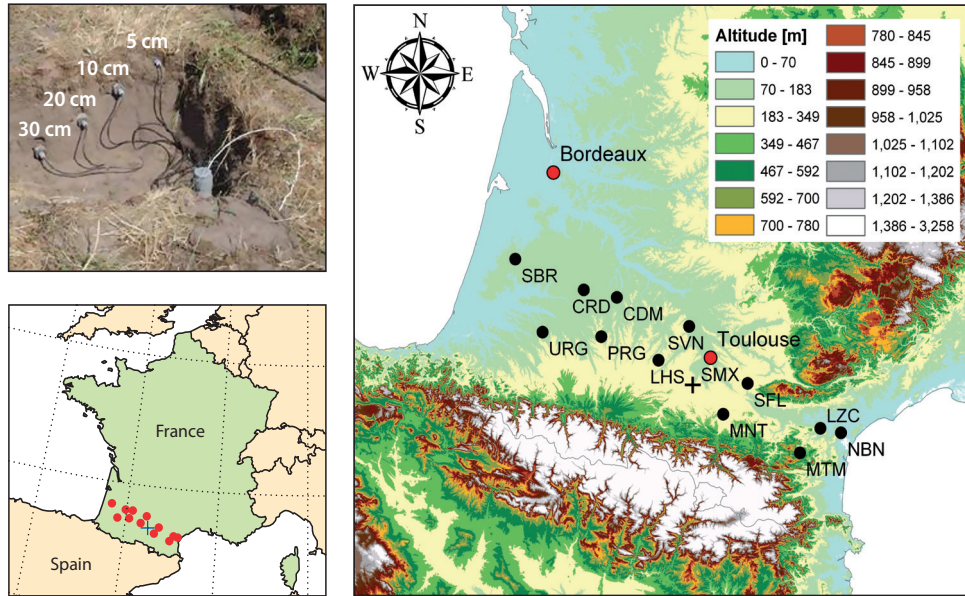 5 cm
10 cm
20 cm
30 cm
France
Spain
N
W E
S
Altitude [m]
0 - 70
70 - 183
183 - 349
349 - 467
467 - 592
592 - 700
700 - 780
780 - 845
845 - 899
899 - 958
958 - 1,025
1,025 - 1,102
1,102 - 1,202
1,202 - 1,386
1,386 - 3,258
Bordeaux
SBR
CRD
CDM
URG
PRG
SVN
Toulouse
LHS
SMX
SFL
MNT
LZC
NBN
MTM